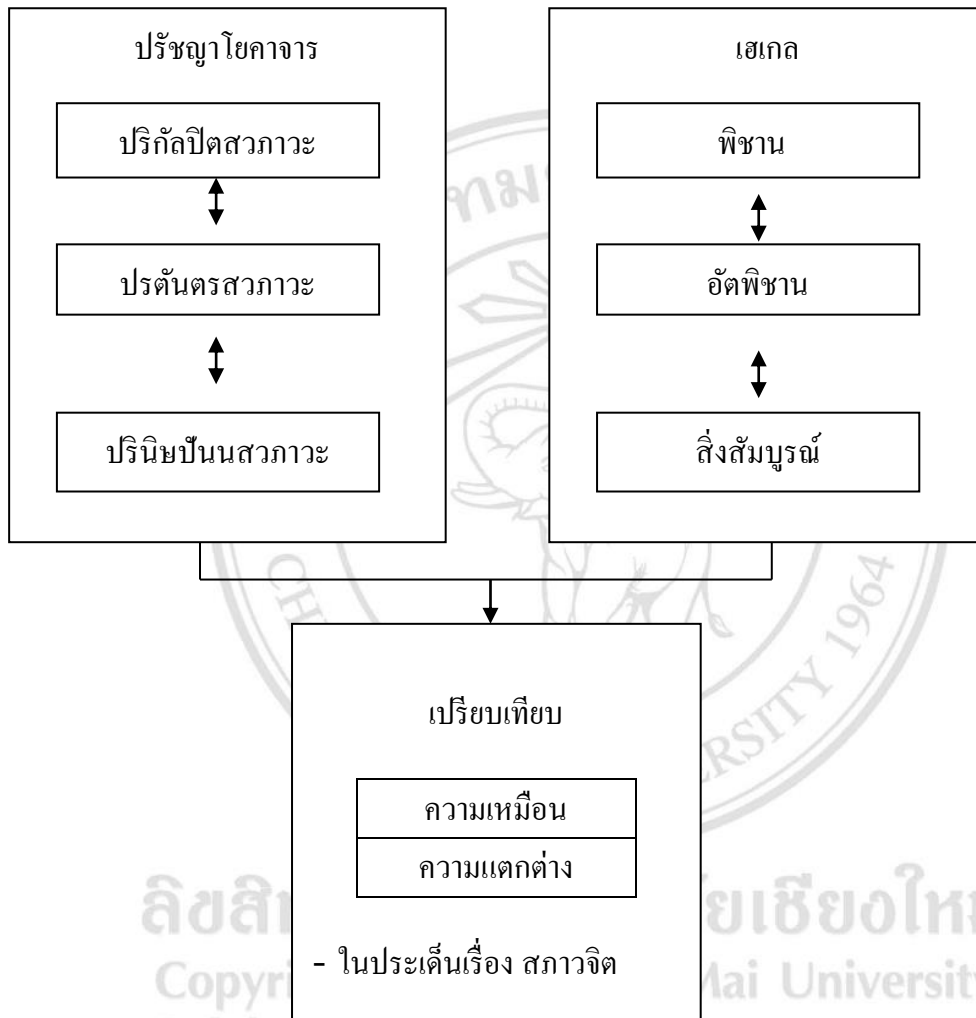 ปรัชญาโยคาจาร
ปริกัลปิตสวภาวะ
ปรตันตรสวภาวะ
ปรินิษปันนสวภาวะ
เฮเกล
พิชาน
อัตพิชาน
สิ่งสัมบูรณ์
เปรียบเทียบ
ความเหมือน
ความแตกต่าง
- ในประเด็นเรื่อง สภาวจิต
1964
University